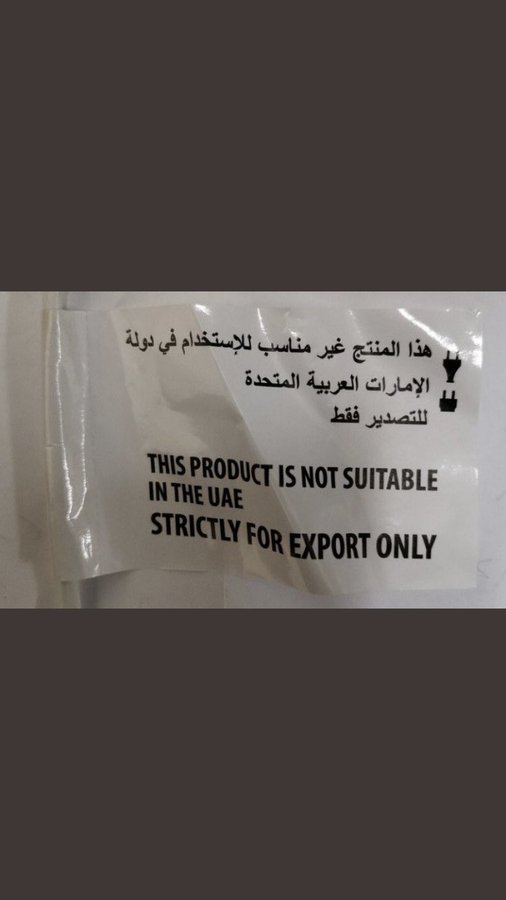 هذا المنتج غير مناسب للإستخدام في دولة
الإمارات العربية المتحدة
للتصدير فقط
THIS PRODUCT IS NOT SUITABLE
IN THE UAE
STRICTLY FOR EXPORT ONLY